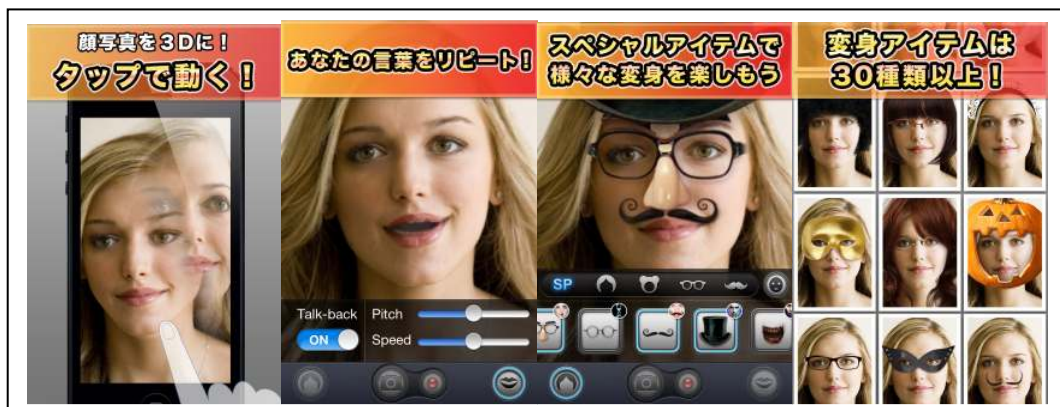 顔写真を3Dに!
タップで動く!
あなたの言葉をリピート!
Talk-back
ON
Pitch
Speed
スペシャルアイテムで
様々な変身を楽しもう
SP
変身アイテムは
30種類以上!